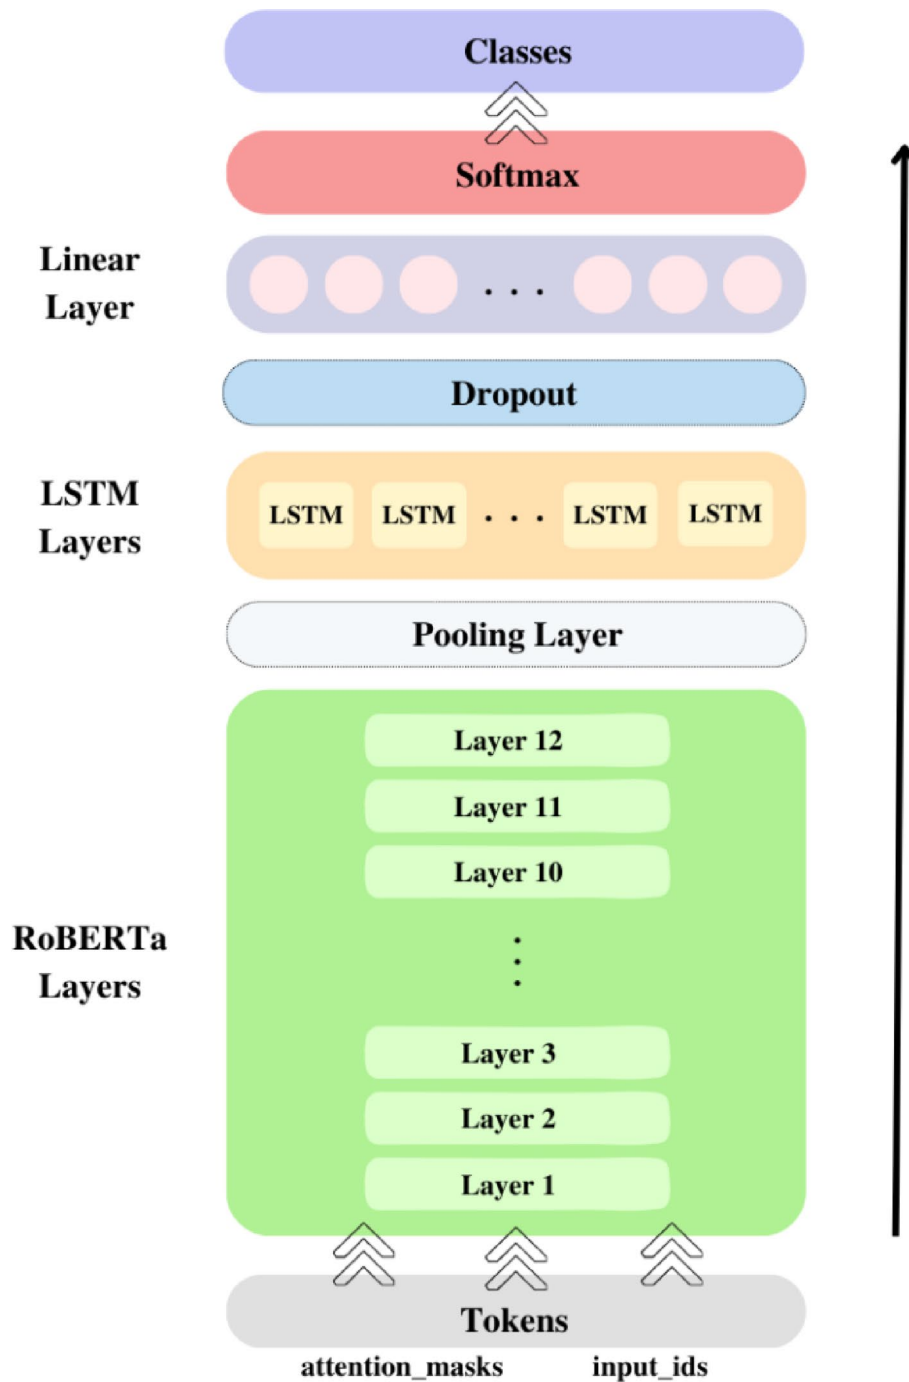 Classes
Softmax
Linear
Layer
. . .
Dropout
LSTM
Layers
LSTM LSTM . . . LSTM LSTM
Pooling Layer
Layer 12
Layer 11
Layer 10
RoBERTa
Layers
Layer 3
Layer 2
Layer 1
Tokens
attention_masks input_ids